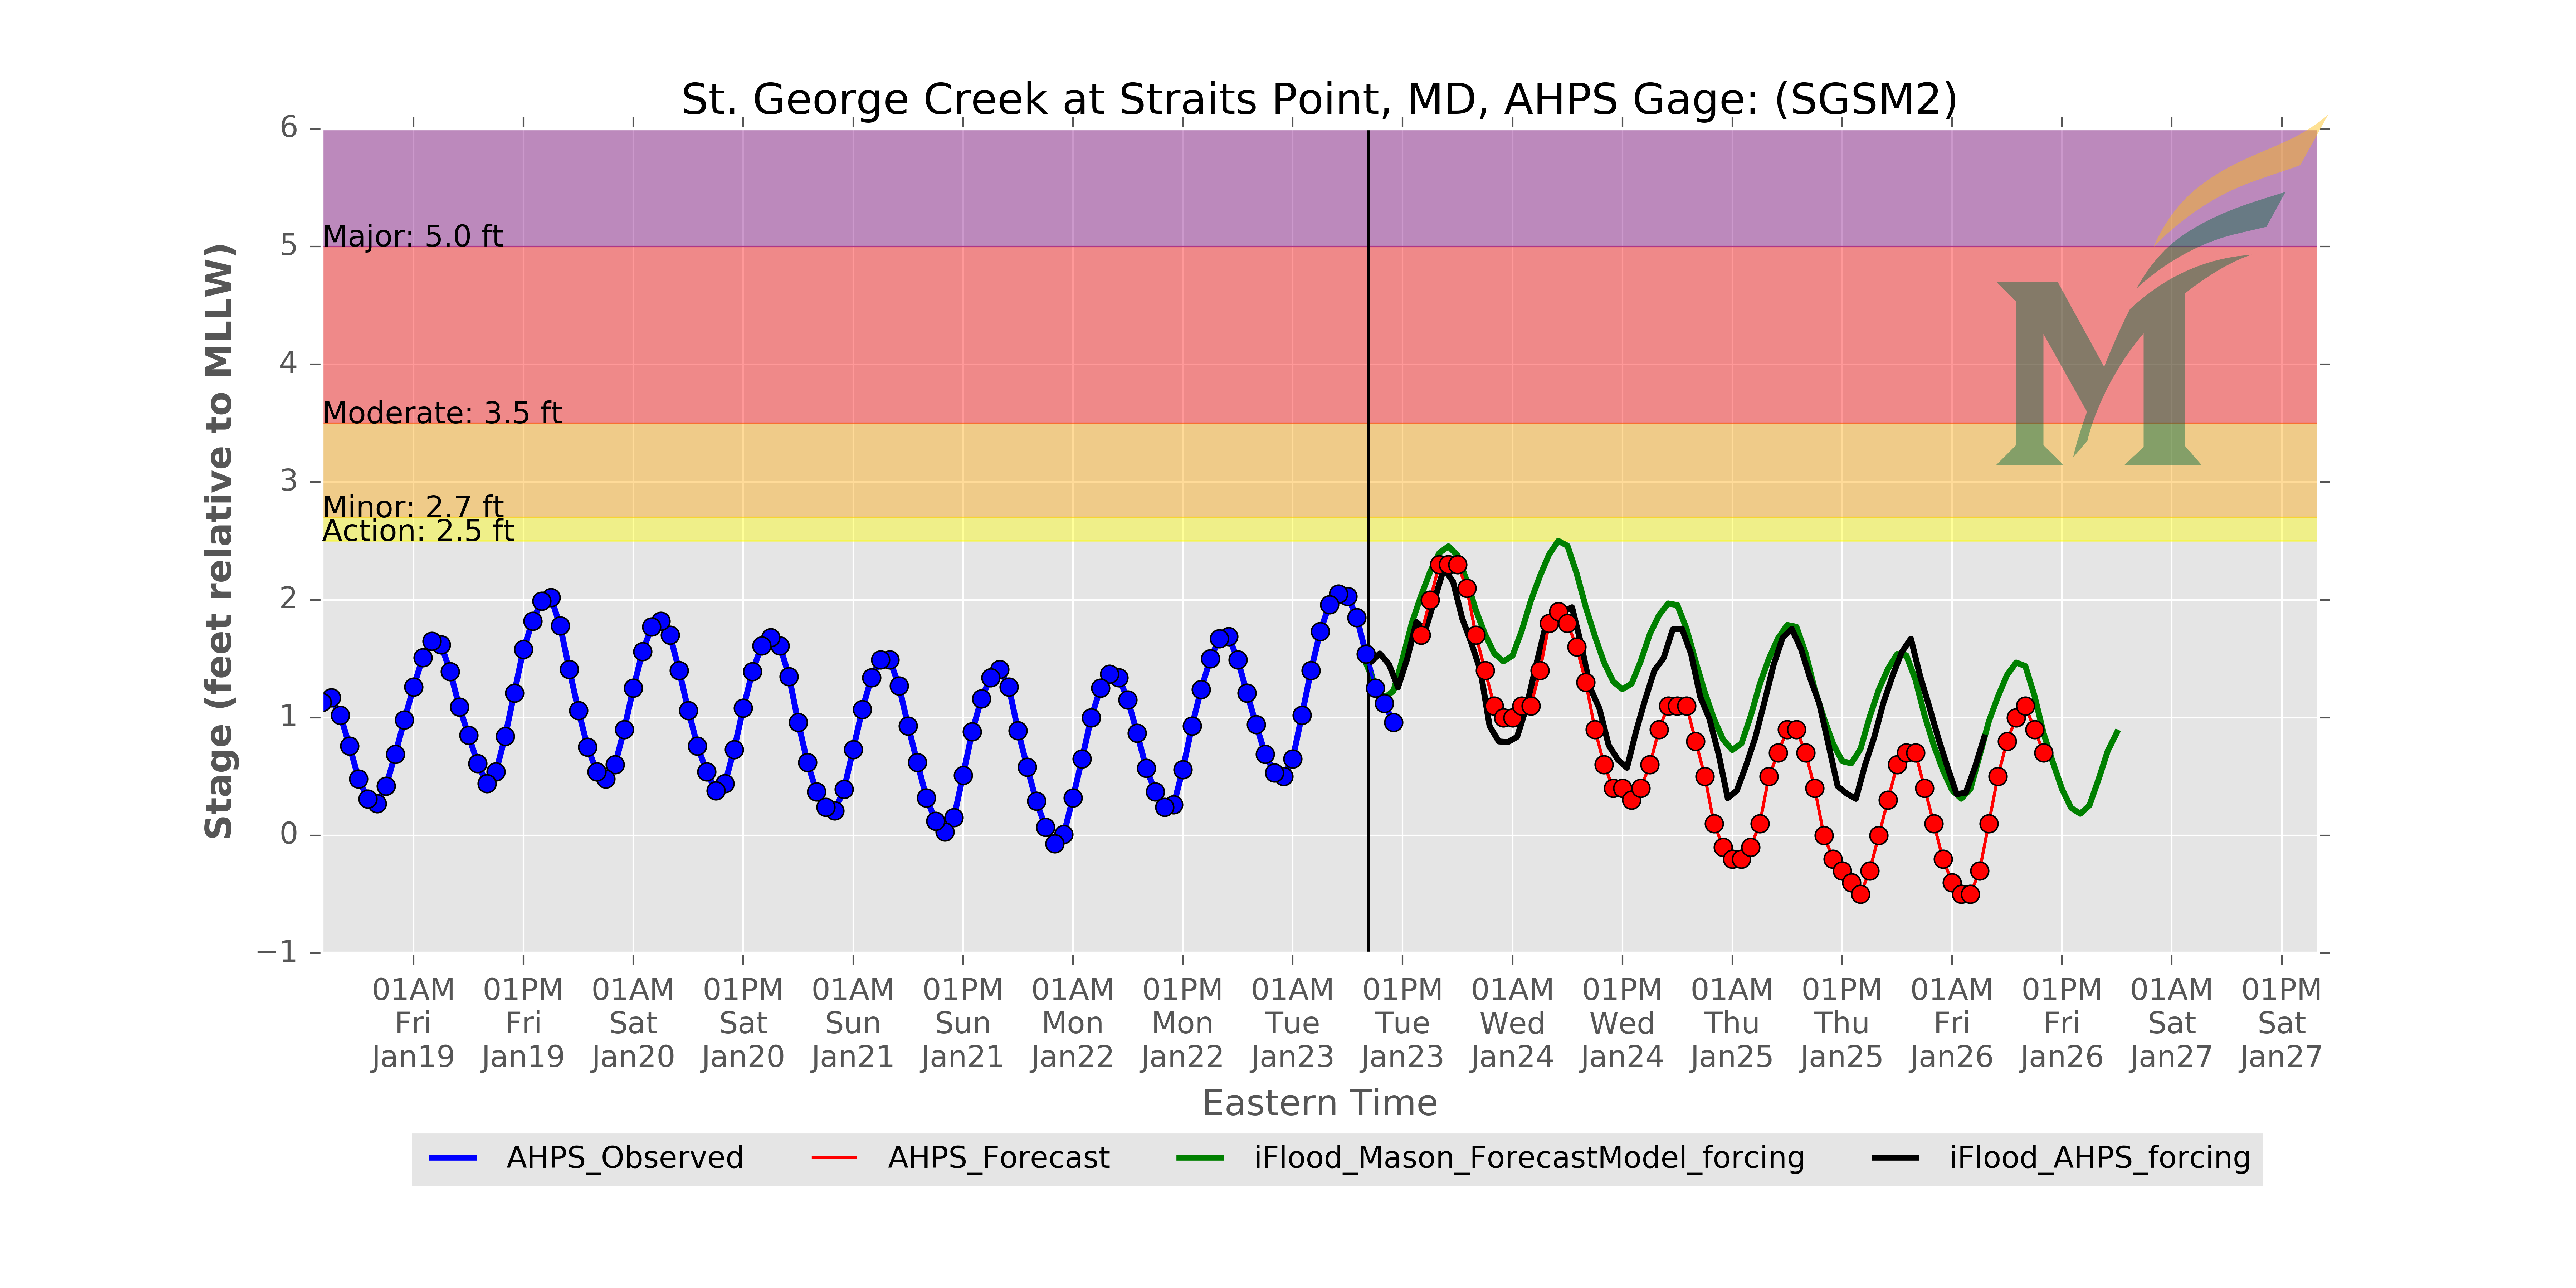 St. George Creek at Straits Point, MD, AHPS Gage: (SGSM2)
Stage (feet relative to MLLW)
6
5
4
3
2
1
0
−1
Major: 5.0 ft
Moderate: 3.5 ft
Minor: 2.7 ft
Action: 2.5 ft
M
01AM 01PM 01AM 01PM 01AM 01PM 01AM 01PM 01AM 01PM 01AM 01PM 01AM 01PM 01AM 01PM 01AM 01PM
Fri Fri Sat Sat Sun Sun Mon Mon Tue Tue Wed Wed Thu Thu Fri Fri Sat Sat
Jan19 Jan19 Jan20 Jan20 Jan21 Jan21 Jan22 Jan22 Jan23 Jan23 Jan24 Jan24 Jan25 Jan25 Jan26 Jan26 Jan27 Jan27
Eastern Time
AHPS_Observed AHPS_Forecast iFlood_Mason_ForecastModel_forcing iFlood_AHPS_forcing